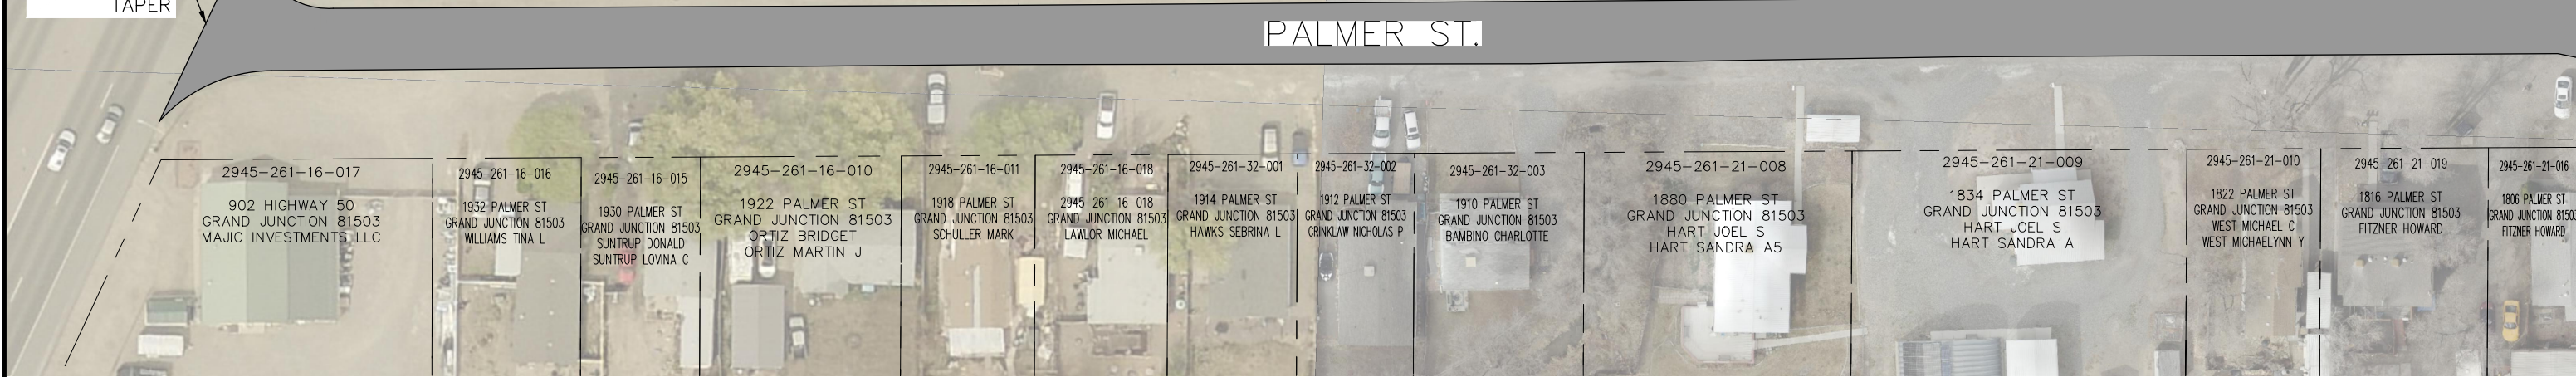 TAPER
PALMER ST.
2945-261-16-017
902 HIGHWAY 50
GRAND JUNCTION 81503
MAJIC INVESTMENTS LLC
2945-261-16-016
1932 PALMER ST
GRAND JUNCTION 81503
WILLIAMS TINA L
2945-261-16-015
1930 PALMER ST
GRAND JUNCTION 81503
SUNTRUP DONALD
SUNTRUP LOVINA C
2945-261-16-010
1922 PALMER ST
GRAND JUNCTION 81503
ORTIZ BRIDGET
ORTIZ MARTIN J
2945-261-16-011
1918 PALMER ST
GRAND JUNCTION 81503
SCHULLER MARK
2945-261-16-018
2945-261-16-018
GRAND JUNCTION 81503
LAWLOR MICHAEL
2945-261-32-001
1914 PALMER ST
GRAND JUNCTION 81503
HAWKS SEBRINA L
2945-261-32-002
1912 PALMER ST
GRAND JUNCTION 81503
CRINKLAW NICHOLAS P
2945-261-32-003
1910 PALMER ST
GRAND JUNCTION 81503
BAMBINO CHARLOTTE
2945-261-21-008
1880 PALMER ST
GRAND JUNCTION 81503
HART JOEL S
HART SANDRA A5
2945-261-21-009
1834 PALMER ST
GRAND JUNCTION 81503
HART JOEL S
HART SANDRA A
2945-261-21-010
1822 PALMER ST
GRAND JUNCTION 81503
WEST MICHAEL C
WEST MICHAELYNN Y
2945-261-21-019
1816 PALMER ST
GRAND JUNCTION 81503
FITZNER HOWARD
2945-261-21-016
1806 PALMER ST
GRAND JUNCTION 81503
FITZNER HOWARD